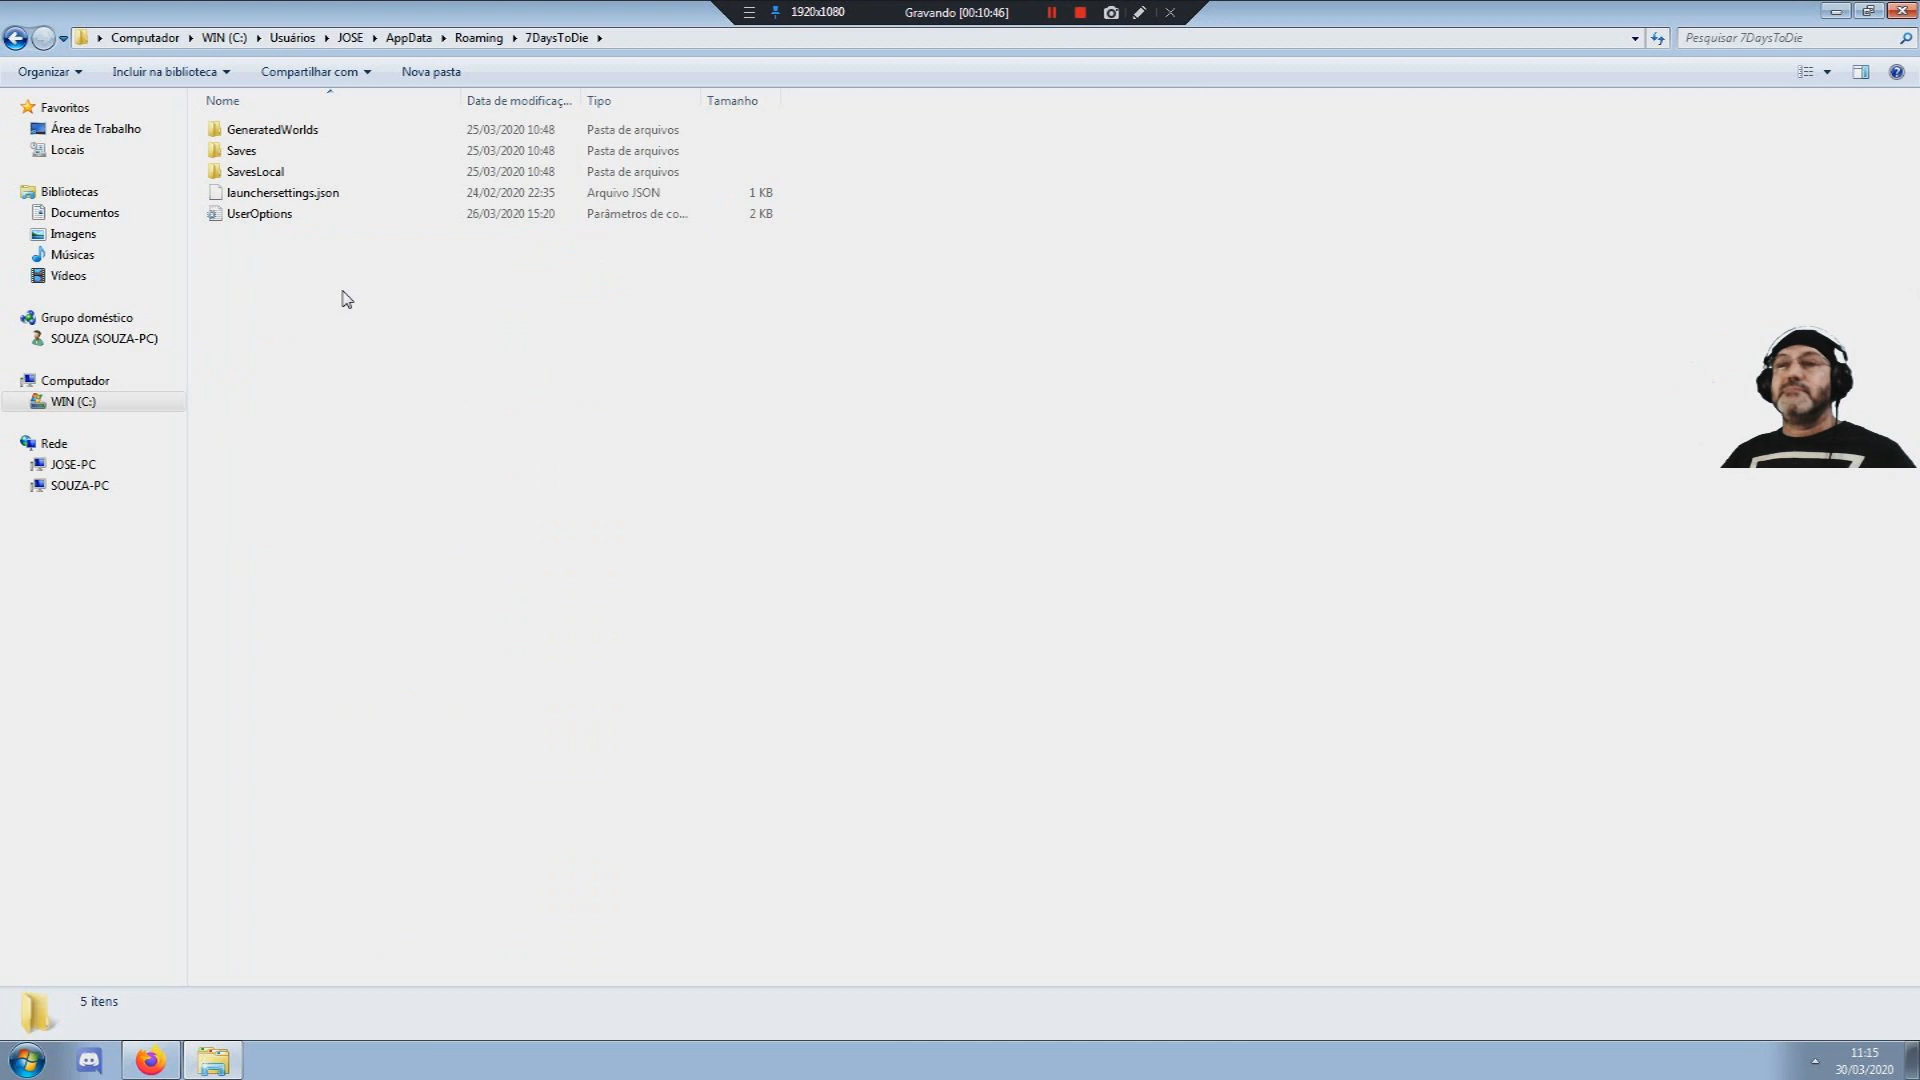 1920x1080 Gravando [00:10:46]
Computador WIN (C:) Usuários JOSE AppData Roaming 7DaysToDie
Pesquisar 7DaysToDie
Organizar Incluir na biblioteca Compartilhar com Nova pasta
Favoritos
Área de Trabalho
Locais
Bibliotecas
Documentos
Imagens
Músicas
Vídeos
Grupo doméstico
SOUZA (SOUZA-PC)
Computador
WIN (C:)
Rede
JOSE-PC
SOUZA-PC
Nome Data de modificaç... Tipo Tamanho
GeneratedWorlds 25/03/2020 10:48 Pasta de arquivos
Saves 25/03/2020 10:48 Pasta de arquivos
SavesLocal 25/03/2020 10:48 Pasta de arquivos
launchersettings.json 24/02/2020 22:35 Arquivo JSON 1 KB
UserOptions 26/03/2020 15:20 Parâmetros de co... 2 KB
5 itens
11:15
30/03/2020